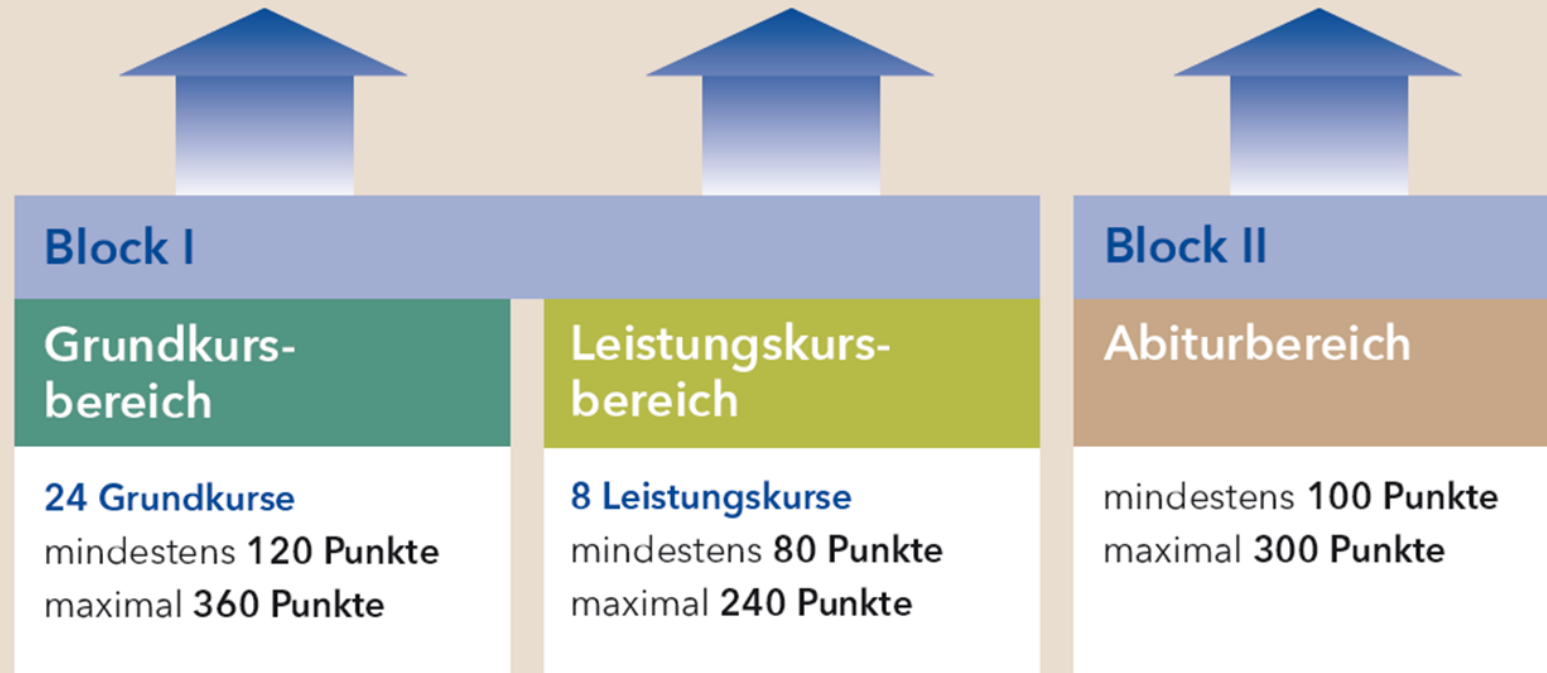 Block I
Grundkurs-
bereich
24 Grundkurse
mindestens 120 Punkte
maximal 360 Punkte
Leistungskurs-
bereich
8 Leistungskurse
mindestens 80 Punkte
maximal 240 Punkte
Block II
Abiturbereich
mindestens 100 Punkte
maximal 300 Punkte